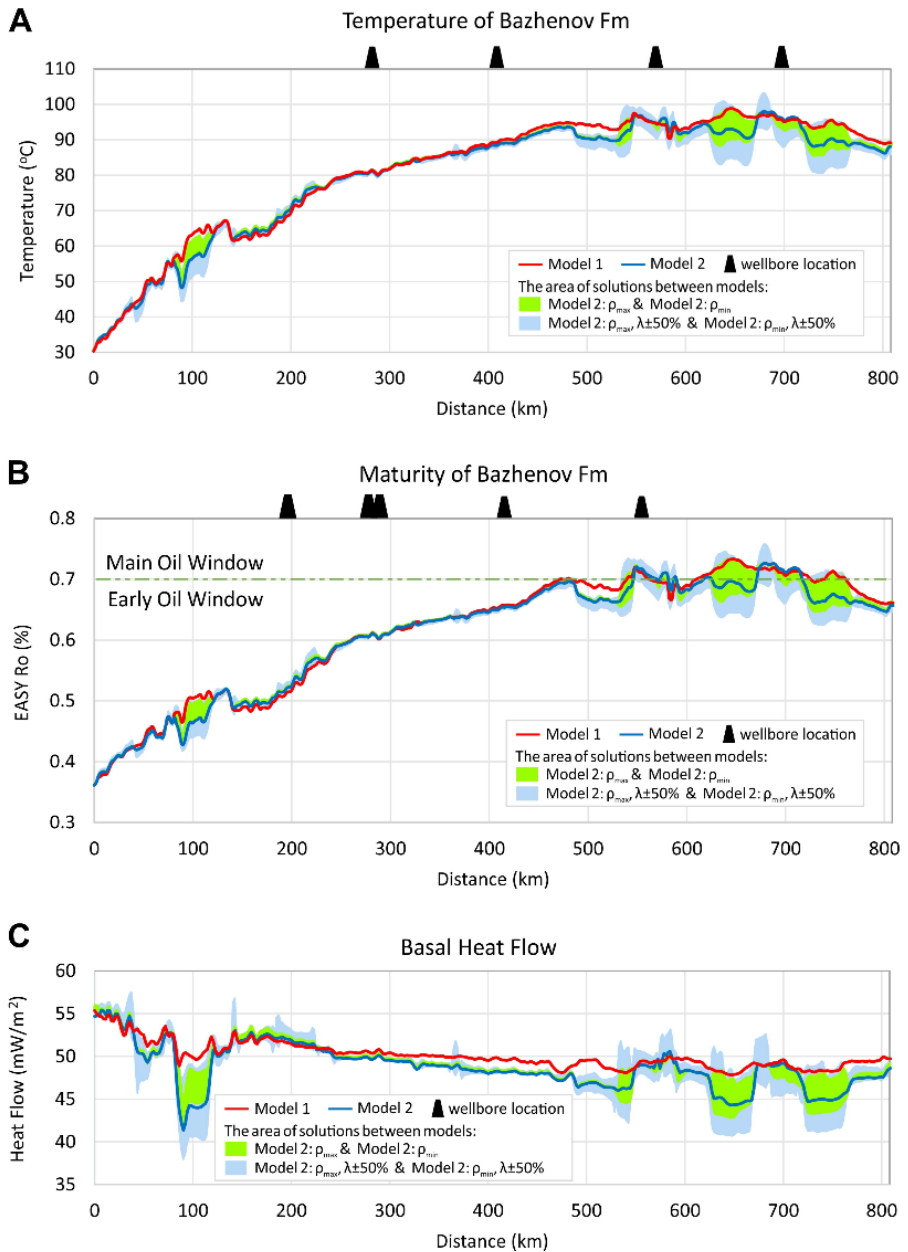 A
Temperature of Bazhenov Fm
Temperature (°C)
110
100
90
80
70
60
50
40
30
Model 1 Model 2 wellbore location
The area of solutions between models:
Model 2: ρmax & Model 2: ρmin
Model 2: ρmax, λ±50% & Model 2: ρmin, λ±50%
0 100 200 300 400 500 600 700 800
Distance (km)
B
Maturity of Bazhenov Fm
EASY Ro (%)
0.8
0.7
0.6
0.5
0.4
0.3
Main Oil Window
Early Oil Window
Model 1 Model 2 wellbore location
The area of solutions between models:
Model 2: ρmax & Model 2: ρmin
Model 2: ρmax, λ±50% & Model 2: ρmin, λ±50%
0 100 200 300 400 500 600 700 800
Distance (km)
C
Basal Heat Flow
Heat Flow (mW/m²)
60
55
50
45
40
35
Model 1 Model 2 wellbore location
The area of solutions between models:
Model 2: ρmax & Model 2: ρmin
Model 2: ρmax, λ±50% & Model 2: ρmin, λ±50%
0 100 200 300 400 500 600 700 800
Distance (km)